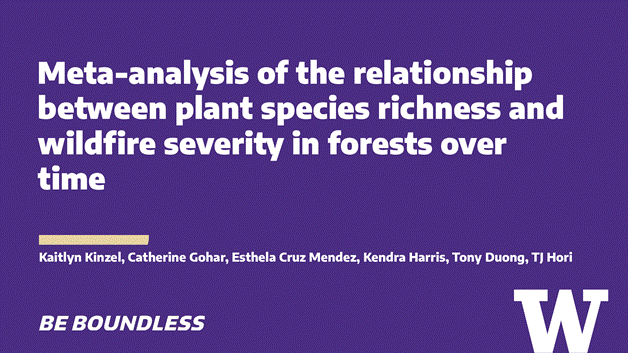 Meta-analysis of the relationship
between plant species richness and
wildfire severity in forests over
time
Kaitlyn Kinzel, Catherine Gohar, Esthela Cruz Mendez, Kendra Harris, Tony Duong, TJ Hori
BE BOUNDLESS
W